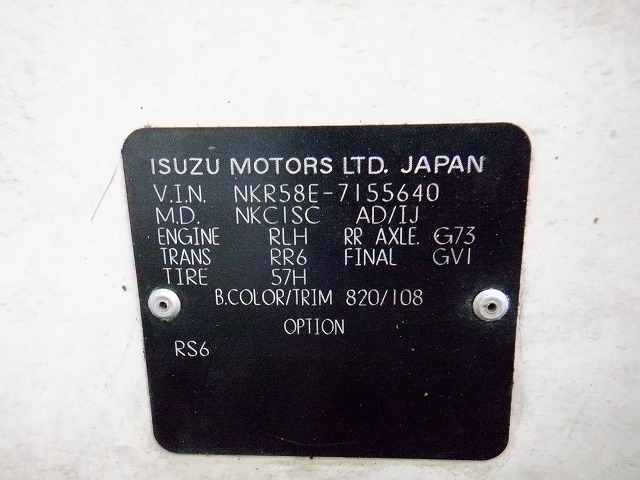 ISUZU MOTORS LTD. JAPAN
V.I.N. NKR58E-7155640
M.D. NKC1SC AD/IJ
ENGINE RLH RR AXLE. G73
TRANS RR6 FINAL GV1
TIRE 57H
B.COLOR/TRIM 820/108
OPTION
RS6